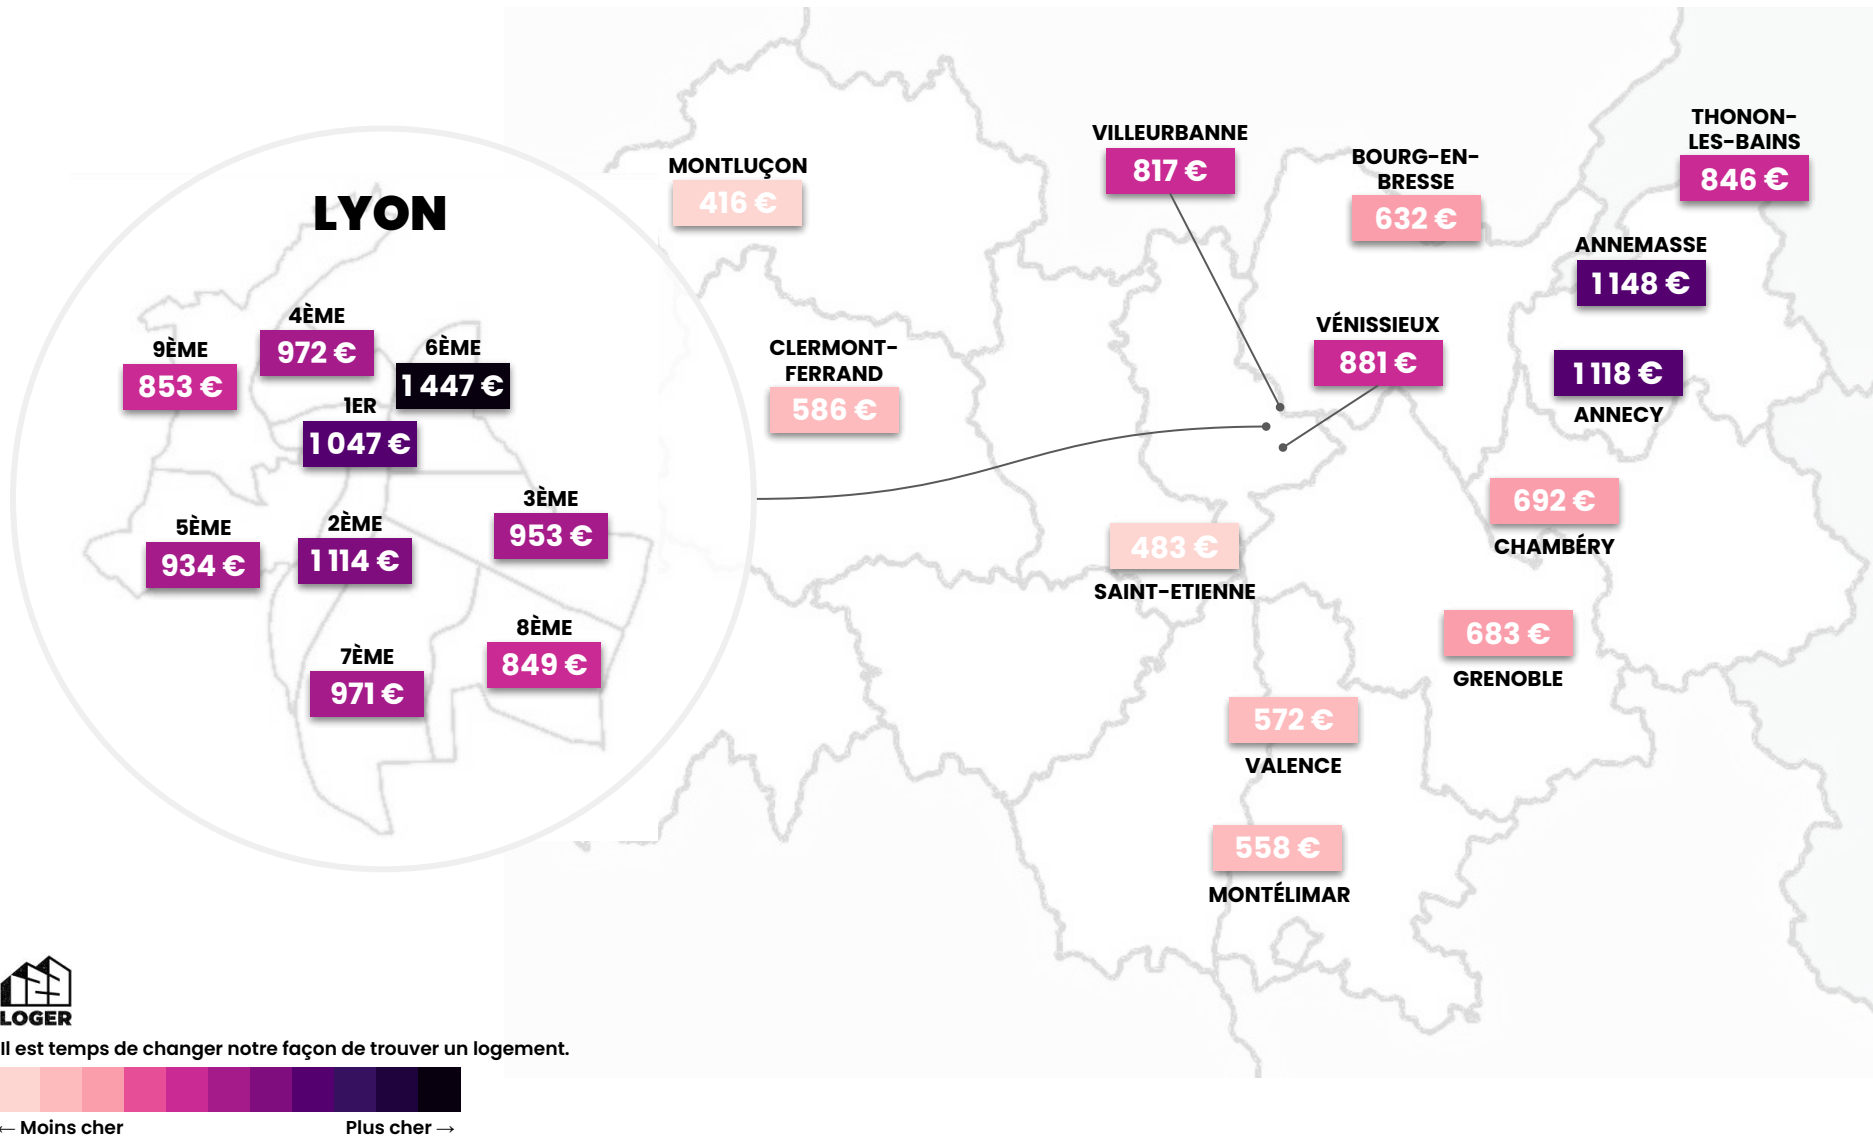 LYON
4ÈME
972 €
9ÈME
853 €
6ÈME
1 447 €
1ER
1 047 €
3ÈME
953 €
5ÈME
934 €
2ÈME
1 114 €
8ÈME
849 €
7ÈME
971 €
MONTLUÇON
416 €
CLERMONT-
FERRAND
586 €
VILLEURBANNE
817 €
BOURG-EN-
BRESSE
632 €
THONON-
LES-BAINS
846 €
ANNEMASSE
1 148 €
VÉNISSIEUX
881 €
1 118 €
ANNECY
692 €
CHAMBÉRY
483 €
SAINT-ETIENNE
683 €
GRENOBLE
572 €
VALENCE
558 €
MONTÉLIMAR
123
LOGER
Il est temps de changer notre façon de trouver un logement.
← Moins cher
Plus cher →